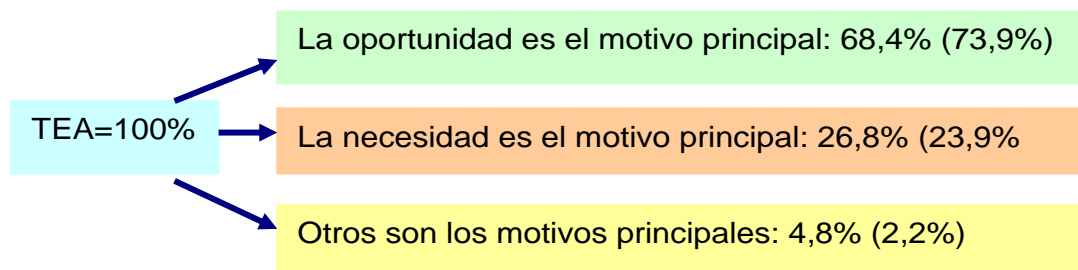 La oportunidad es el motivo principal: 68,4% (73,9%)
TEA=100%
La necesidad es el motivo principal: 26,8% (23,9%
Otros son los motivos principales: 4,8% (2,2%)